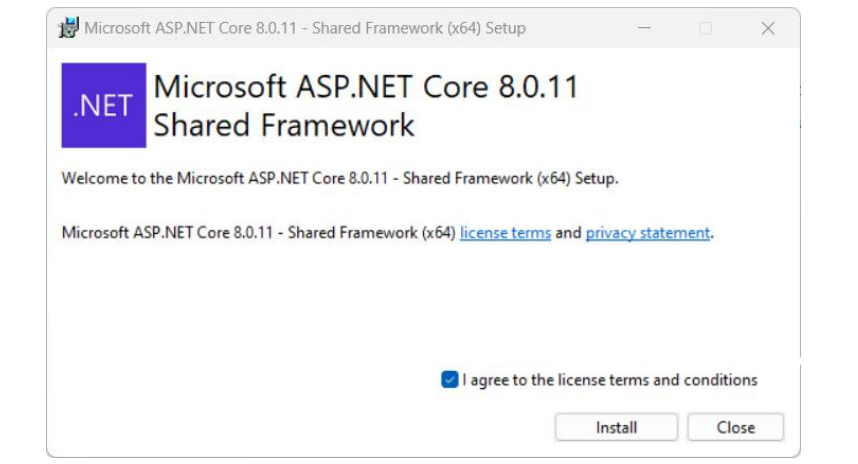 Microsoft ASP.NET Core 8.0.11 - Shared Framework (x64) Setup
.NET
Microsoft ASP.NET Core 8.0.11
Shared Framework
Welcome to the Microsoft ASP.NET Core 8.0.11 - Shared Framework (x64) Setup.
Microsoft ASP.NET Core 8.0.11 - Shared Framework (x64) license terms and privacy statement.
I agree to the license terms and conditions
Install
Close